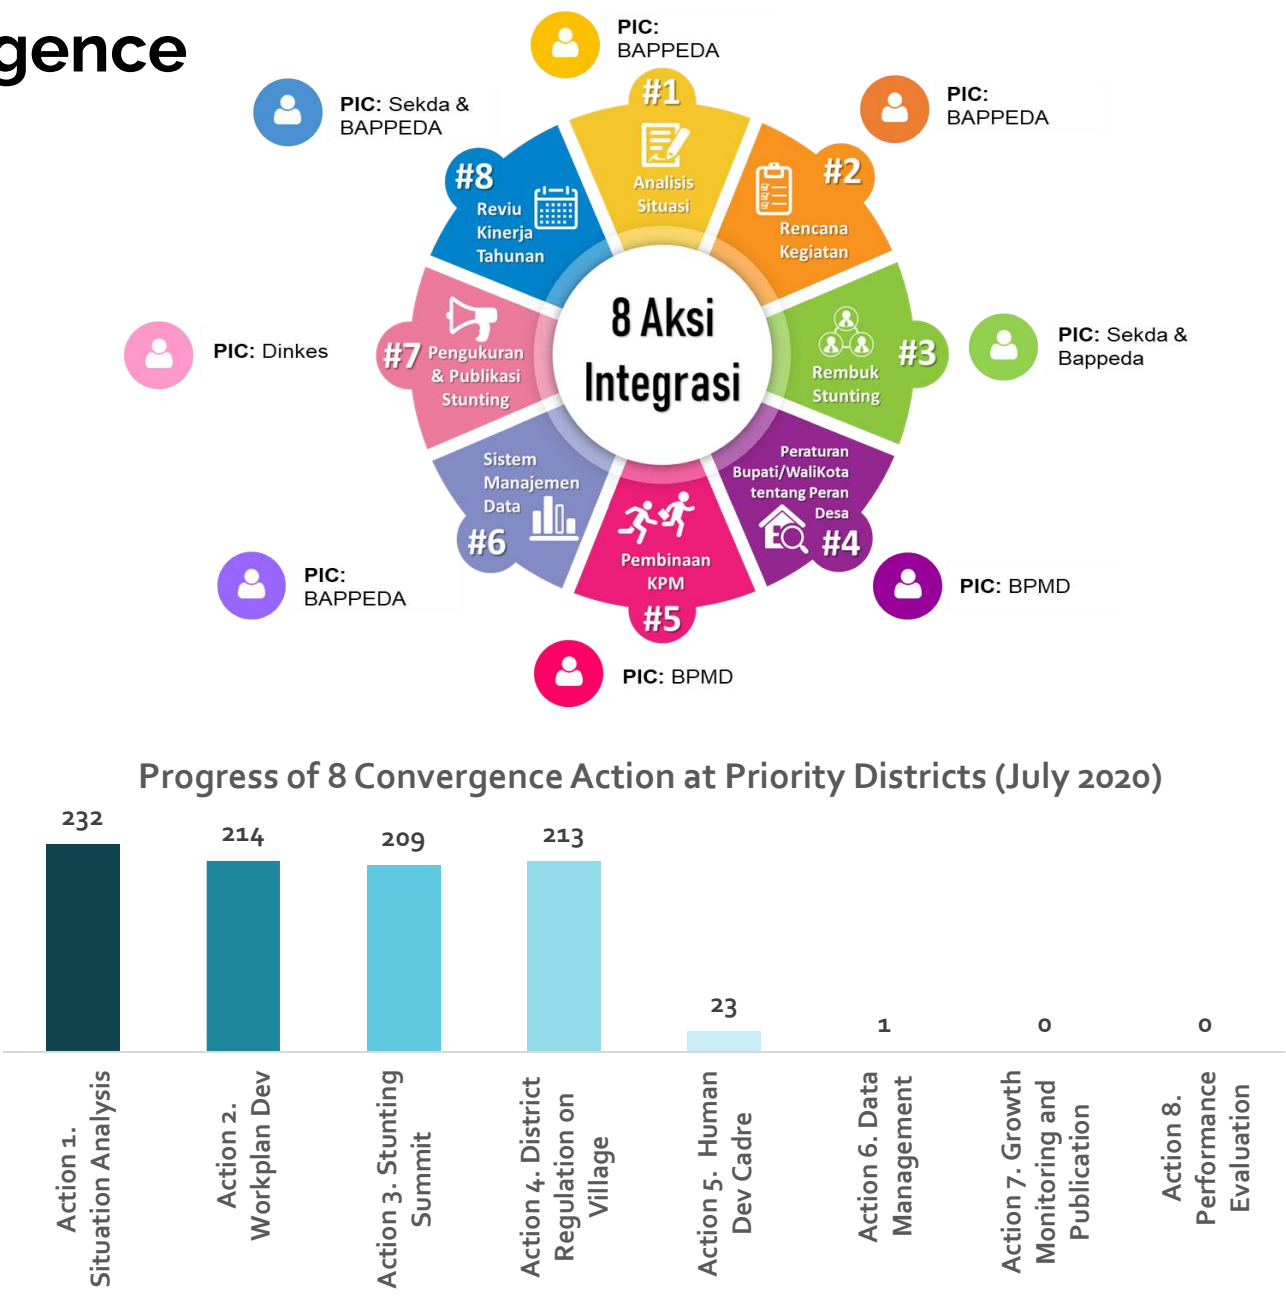 gence
PIC:
BAPPEDA
#1
Analisis
Situasi
PIC:
BAPPEDA
#2
Rencana
Kegiatan
PIC: Sekda &
Bappeda
#3
Rembuk
Stunting
Peraturan
Bupati/WaliKota
tentang Peran
Desa
#4
PIC: BPMD
Pembinaan
KPM
#5
PIC: BPMD
Sistem
Manajemen
Data
#6
PIC:
BAPPEDA
PIC: Dinkes
#7
Pengukuran
& Publikasi
Stunting
PIC: Sekda &
BAPPEDA
#8
Reviu
Kinerja
Tahunan
8 Aksi
Integrasi
Progress of 8 Convergence Action at Priority Districts (July 2020)
232
214
209
213
23
1
0
0
Action 1.
Situation Analysis
Action 2.
Workplan Dev
Action 3. Stunting
Summit
Action 4. District
Regulation on
Village
Action 5. Human
Dev Cadre
Action 6. Data
Management
Action 7. Growth
Monitoring and
Publication
Action 8.
Performance
Evaluation